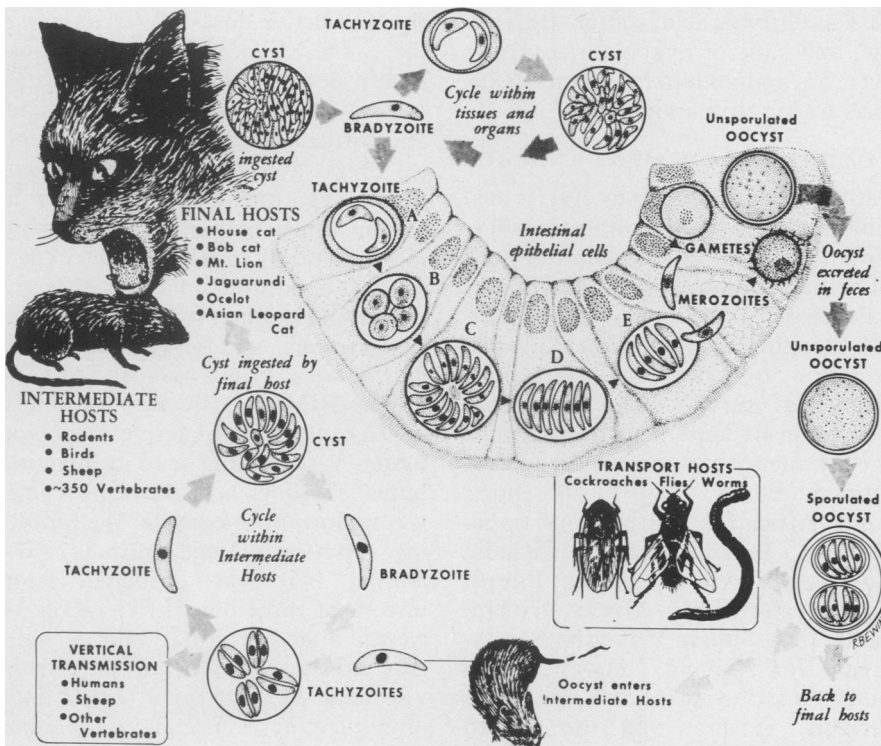 TACHYZOITE
CYST
ingested
cyst
BRADYZOITE
Cycle within
tissues and
organs
CYST
Unsporulated
OOCYST
TACHYZOITE
A
B
C
D
E
Intestinal
epithelial cells
GAMETES
MEROZOITES
Oocyst
excreted
in feces
Unsporulated
OOCYST
Sporulated
OOCYST
RBEWIN
Back to
final hosts
FINAL HOSTS
•House cat
•Bob cat
•Mt. Lion
•Jaguarundi
•Ocelot
•Asian Leopard
Cat
Cyst ingested by
final host
INTERMEDIATE
HOSTS
• Rodents
• Birds
• Sheep
•~350 Vertebrates
CYST
Cycle
within
Intermediate
Hosts
TACHYZOITE
BRADYZOITE
TRANSPORT HOSTS
Cockroaches Flies Worms
VERTICAL
TRANSMISSION
•Humans
• Sheep
•Other
Vertebrates
TACHYZOITES
Oocyst enters
Intermediate Hosts